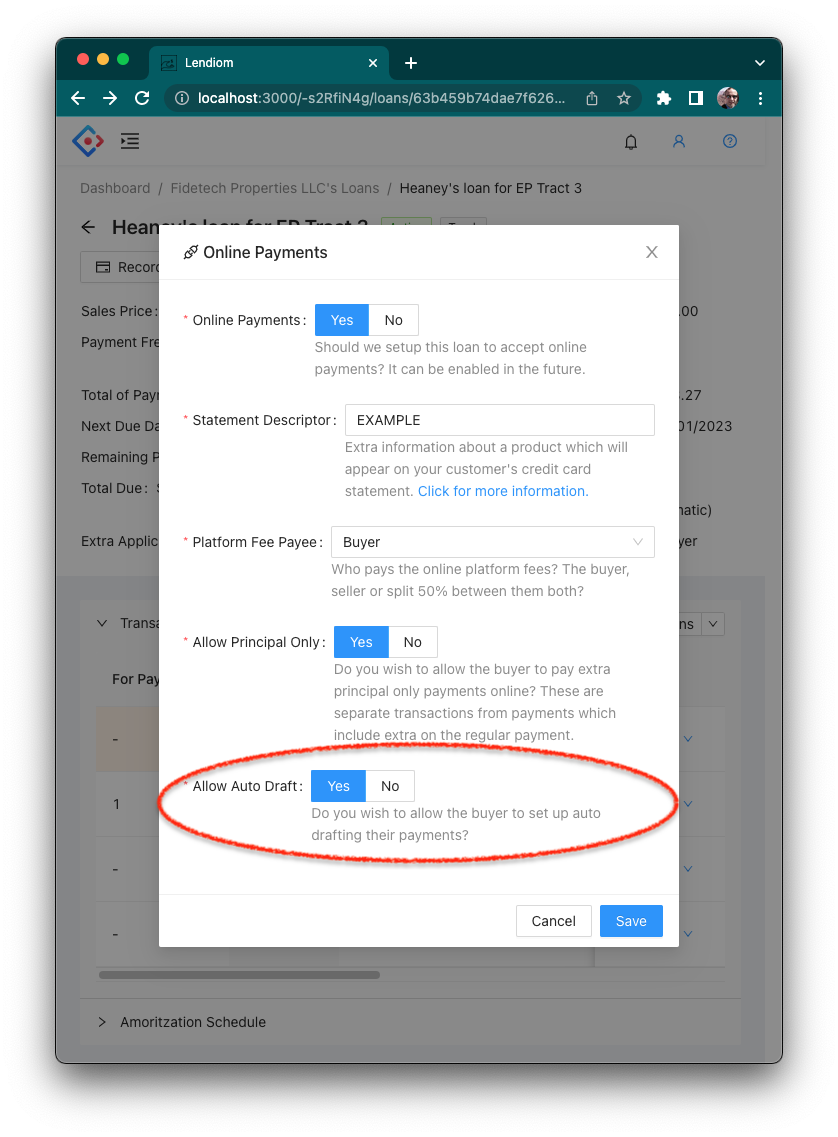 Lendiom
localhost:3000/-s2RfiN4g/loans/63b459b74dae7f626...
Dashboard / Fidetech Properties LLC's Loans / Heaney's loan for EP Tract 3
Heaney's loan for EP Tract 3
Online Payments
Sales Price:
.00
Payment Fre
Total of Payr
.27
Next Due Da
01/2023
Remaining P
Total Due:
matic)
Extra Applic
yer
* Online Payments: Yes No
Should we setup this loan to accept online
payments? It can be enabled in the future.
* Statement Descriptor: EXAMPLE
Extra information about a product which will
appear on your customer's credit card
statement. Click for more information.
* Platform Fee Payee: Buyer
Who pays the online platform fees? The buyer,
seller or split 50% between them both?
* Allow Principal Only: Yes No
Do you wish to allow the buyer to pay extra
principal only payments online? These are
separate transactions from payments which
include extra on the regular payment.
* Allow Auto Draft: Yes No
Do you wish to allow the buyer to set up auto
drafting their payments?
Cancel Save
Transa
ns
For Pay
-
1
-
-
Amoritzation Schedule